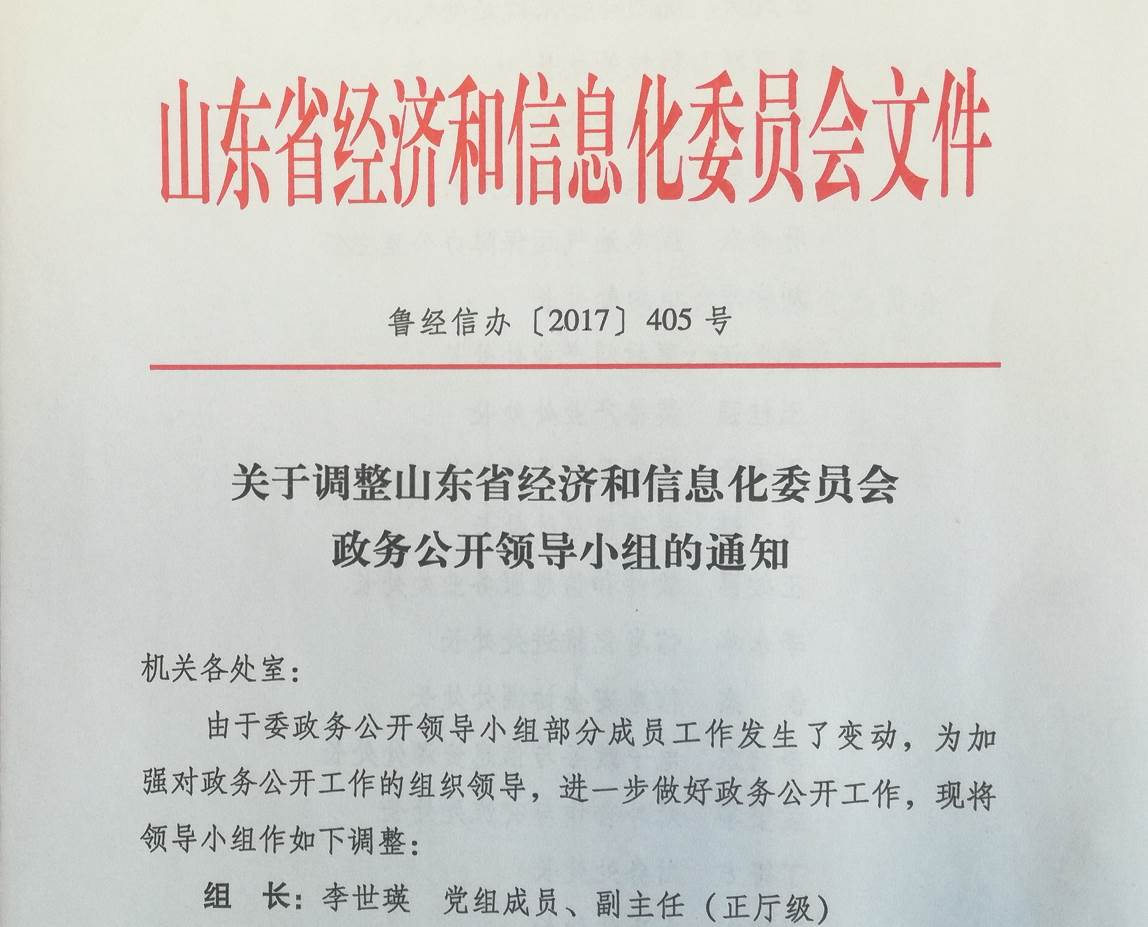 山东省经济和信息化委员会文件
鲁经信办〔2017〕405 号
关于调整山东省经济和信息化委员会
政务公开领导小组的通知
机关各处室：
由于委政务公开领导小组部分成员工作发生了变动，为加
强对政务公开工作的组织领导，进一步做好政务公开工作，现将
领导小组作如下调整：
组　长：李世瑛　党组成员、副主任（正厅级）